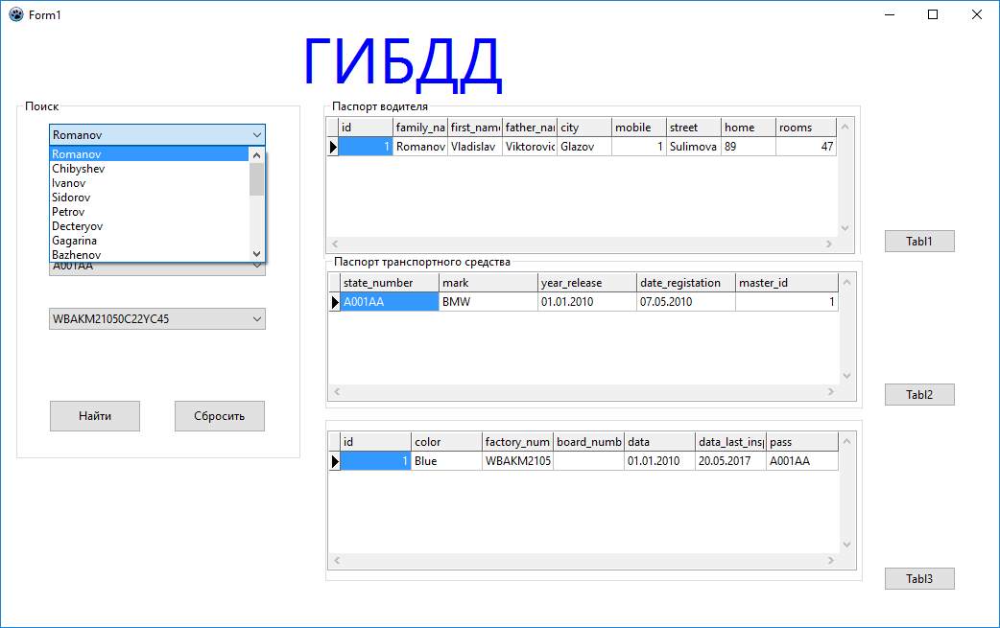 Form1
ГИБДД
Поиск
Romanov
Romanov
Chibyshev
Ivanov
Sidorov
Petrov
Decteryov
Gagarina
Bazhenov
A001AA
WBAKM21050C22YC45
Найти Сбросить
Паспорт водителя
id family_na first_name father_nan city mobile street home rooms
1 Romanov Vladislav Viktorovic Glazov 1 Sulimova 89 47
Tabl1
Паспорт транспортного средства
state_number mark year_release date_registation master_id
A001AA BMW 01.01.2010 07.05.2010 1
Tabl2
id color factory_num board_numb data data_last_insp pass
1 Blue WBAKM2105 01.01.2010 20.05.2017 A001AA
Tabl3